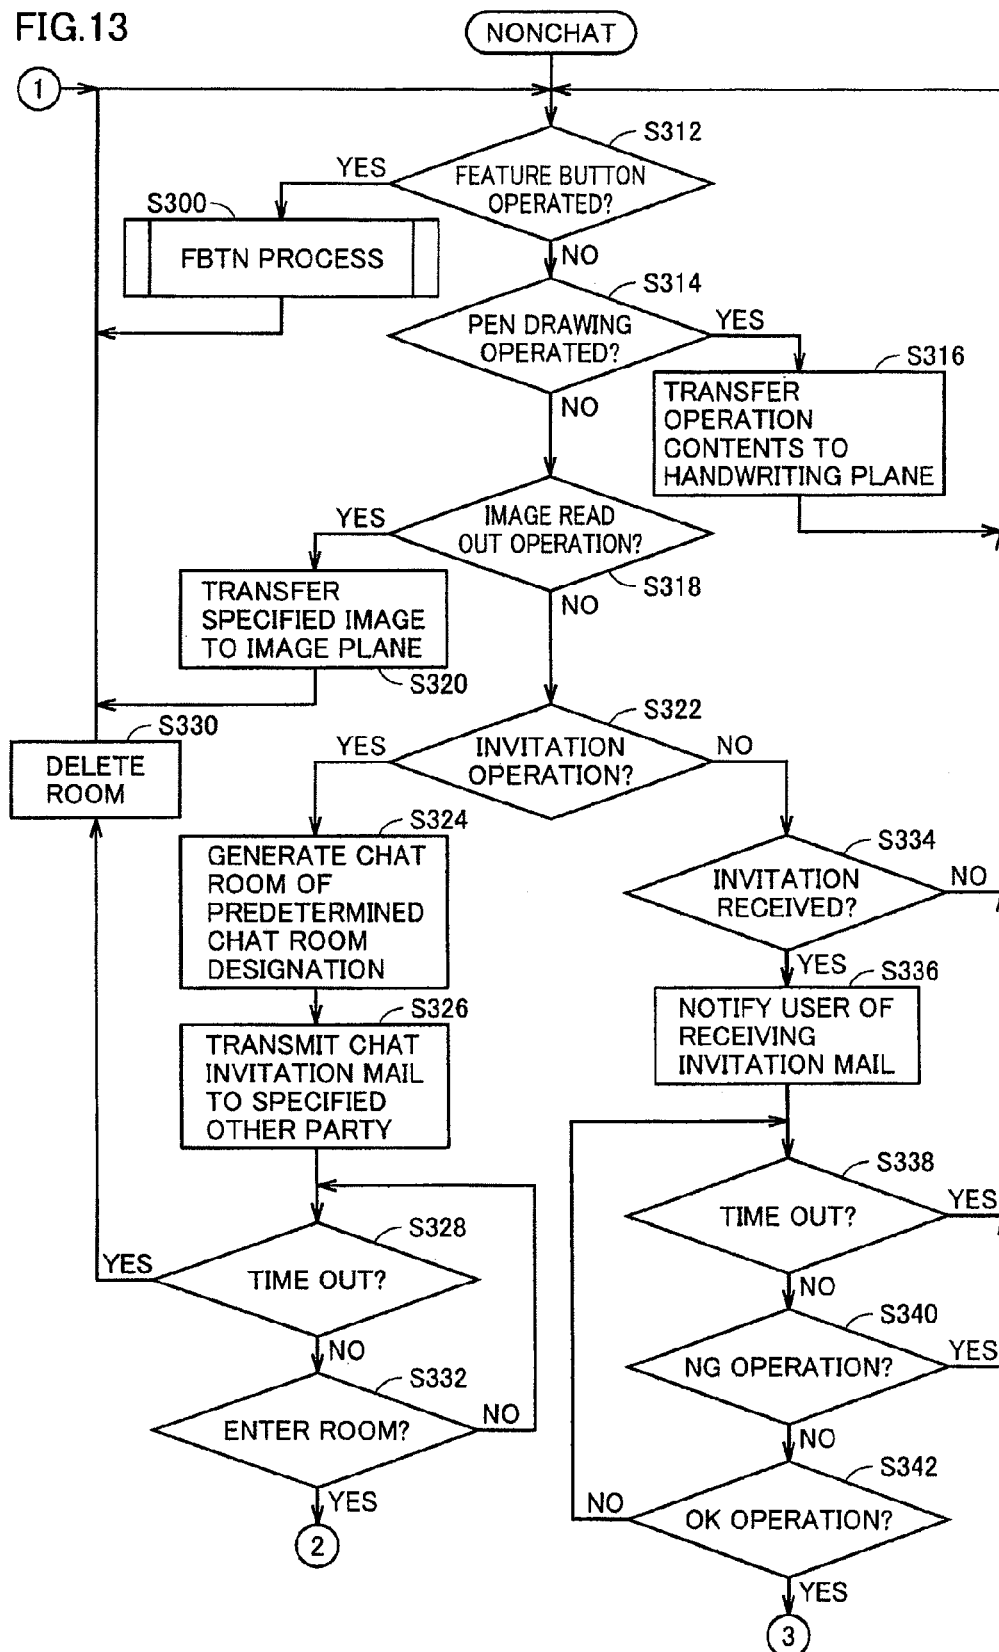 FIG.13
NONCHAT
1
S312
YES
FEATURE BUTTON
OPERATED?
S300
FBTN PROCESS
NO
S314
PEN DRAWING
OPERATED?
YES
S316
TRANSFER
OPERATION
CONTENTS TO
HANDWRITING PLANE
NO
YES
IMAGE READ
OUT OPERATION?
S318
NO
TRANSFER
SPECIFIED IMAGE
TO IMAGE PLANE
S320
S322
S330
DELETE
ROOM
YES
INVITATION
OPERATION?
NO
S324
GENERATE CHAT
ROOM OF
PREDETERMINED
CHAT ROOM
DESIGNATION
S334
INVITATION
RECEIVED?
NO
YES
S326
TRANSMIT CHAT
INVITATION MAIL
TO SPECIFIED
OTHER PARTY
S336
NOTIFY USER OF
RECEIVING
INVITATION MAIL
S328
YES
TIME OUT?
NO
S338
TIME OUT?
YES
NO
S332
ENTER ROOM?
NO
YES
2
S340
NG OPERATION?
YES
NO
S342
NO
OK OPERATION?
YES
3